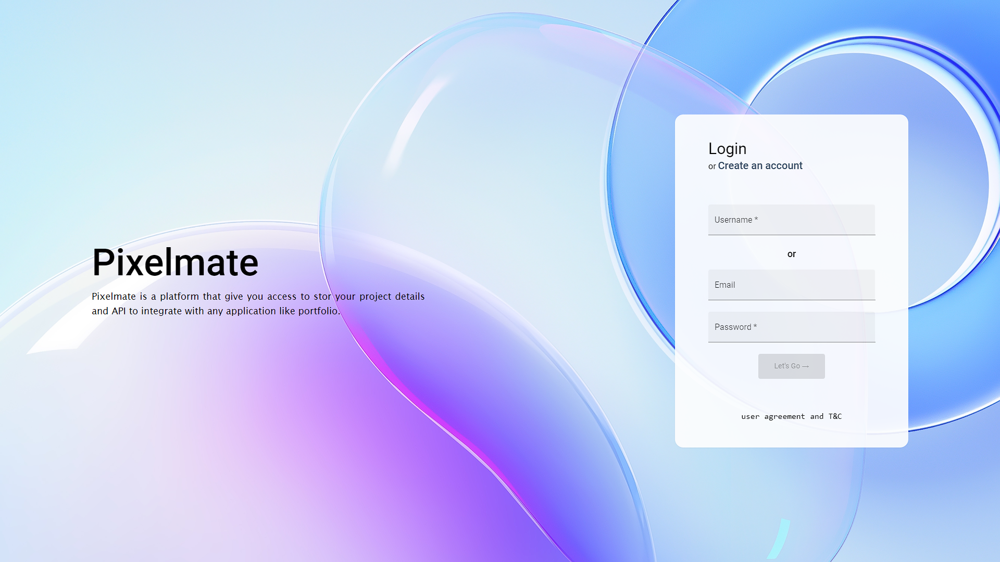 Pixelmate
Pixelmate is a platform that give you access to stor your project details
and API to integrate with any application like portfolio.
Login
or Create an account
Username *
or
Email
Password *
Let's Go →
user agreement and T&C